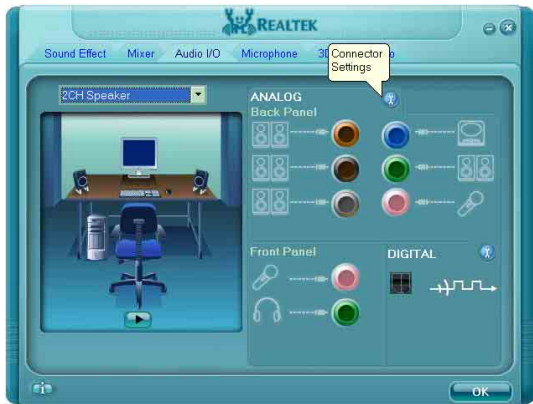 REALTEK
Sound Effect Mixer Audio I/O Microphone 3D o
Connector
Settings
2CH Speaker
ANALOG
Back Panel
Front Panel
DIGITAL
OK